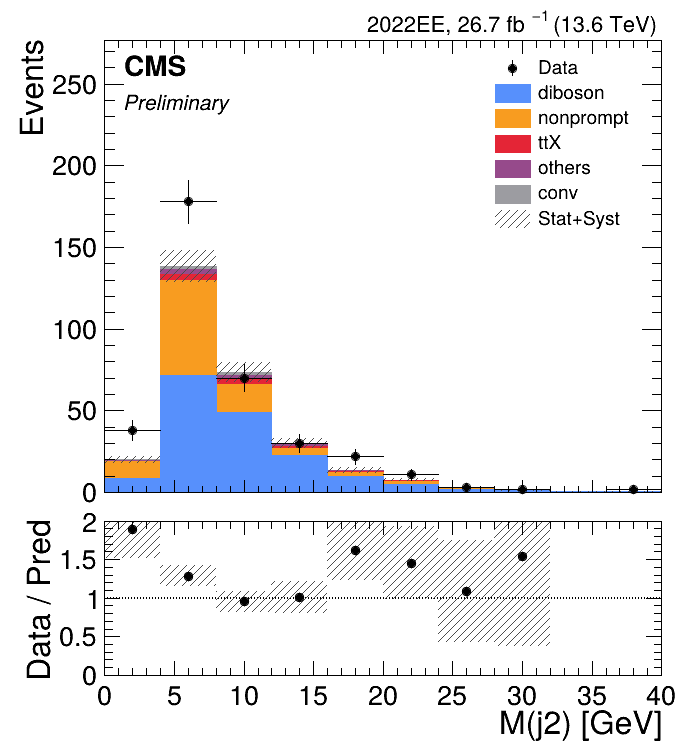 2022EE, 26.7 fb⁻¹ (13.6 TeV)
CMS
Preliminary
Events
250
200
150
100
50
0
Data
diboson
nonprompt
ttX
others
conv
Stat+Syst
Data / Pred
2
1.5
1
0.5
0
0 5 10 15 20 25 30 35 40
M(j2) [GeV]